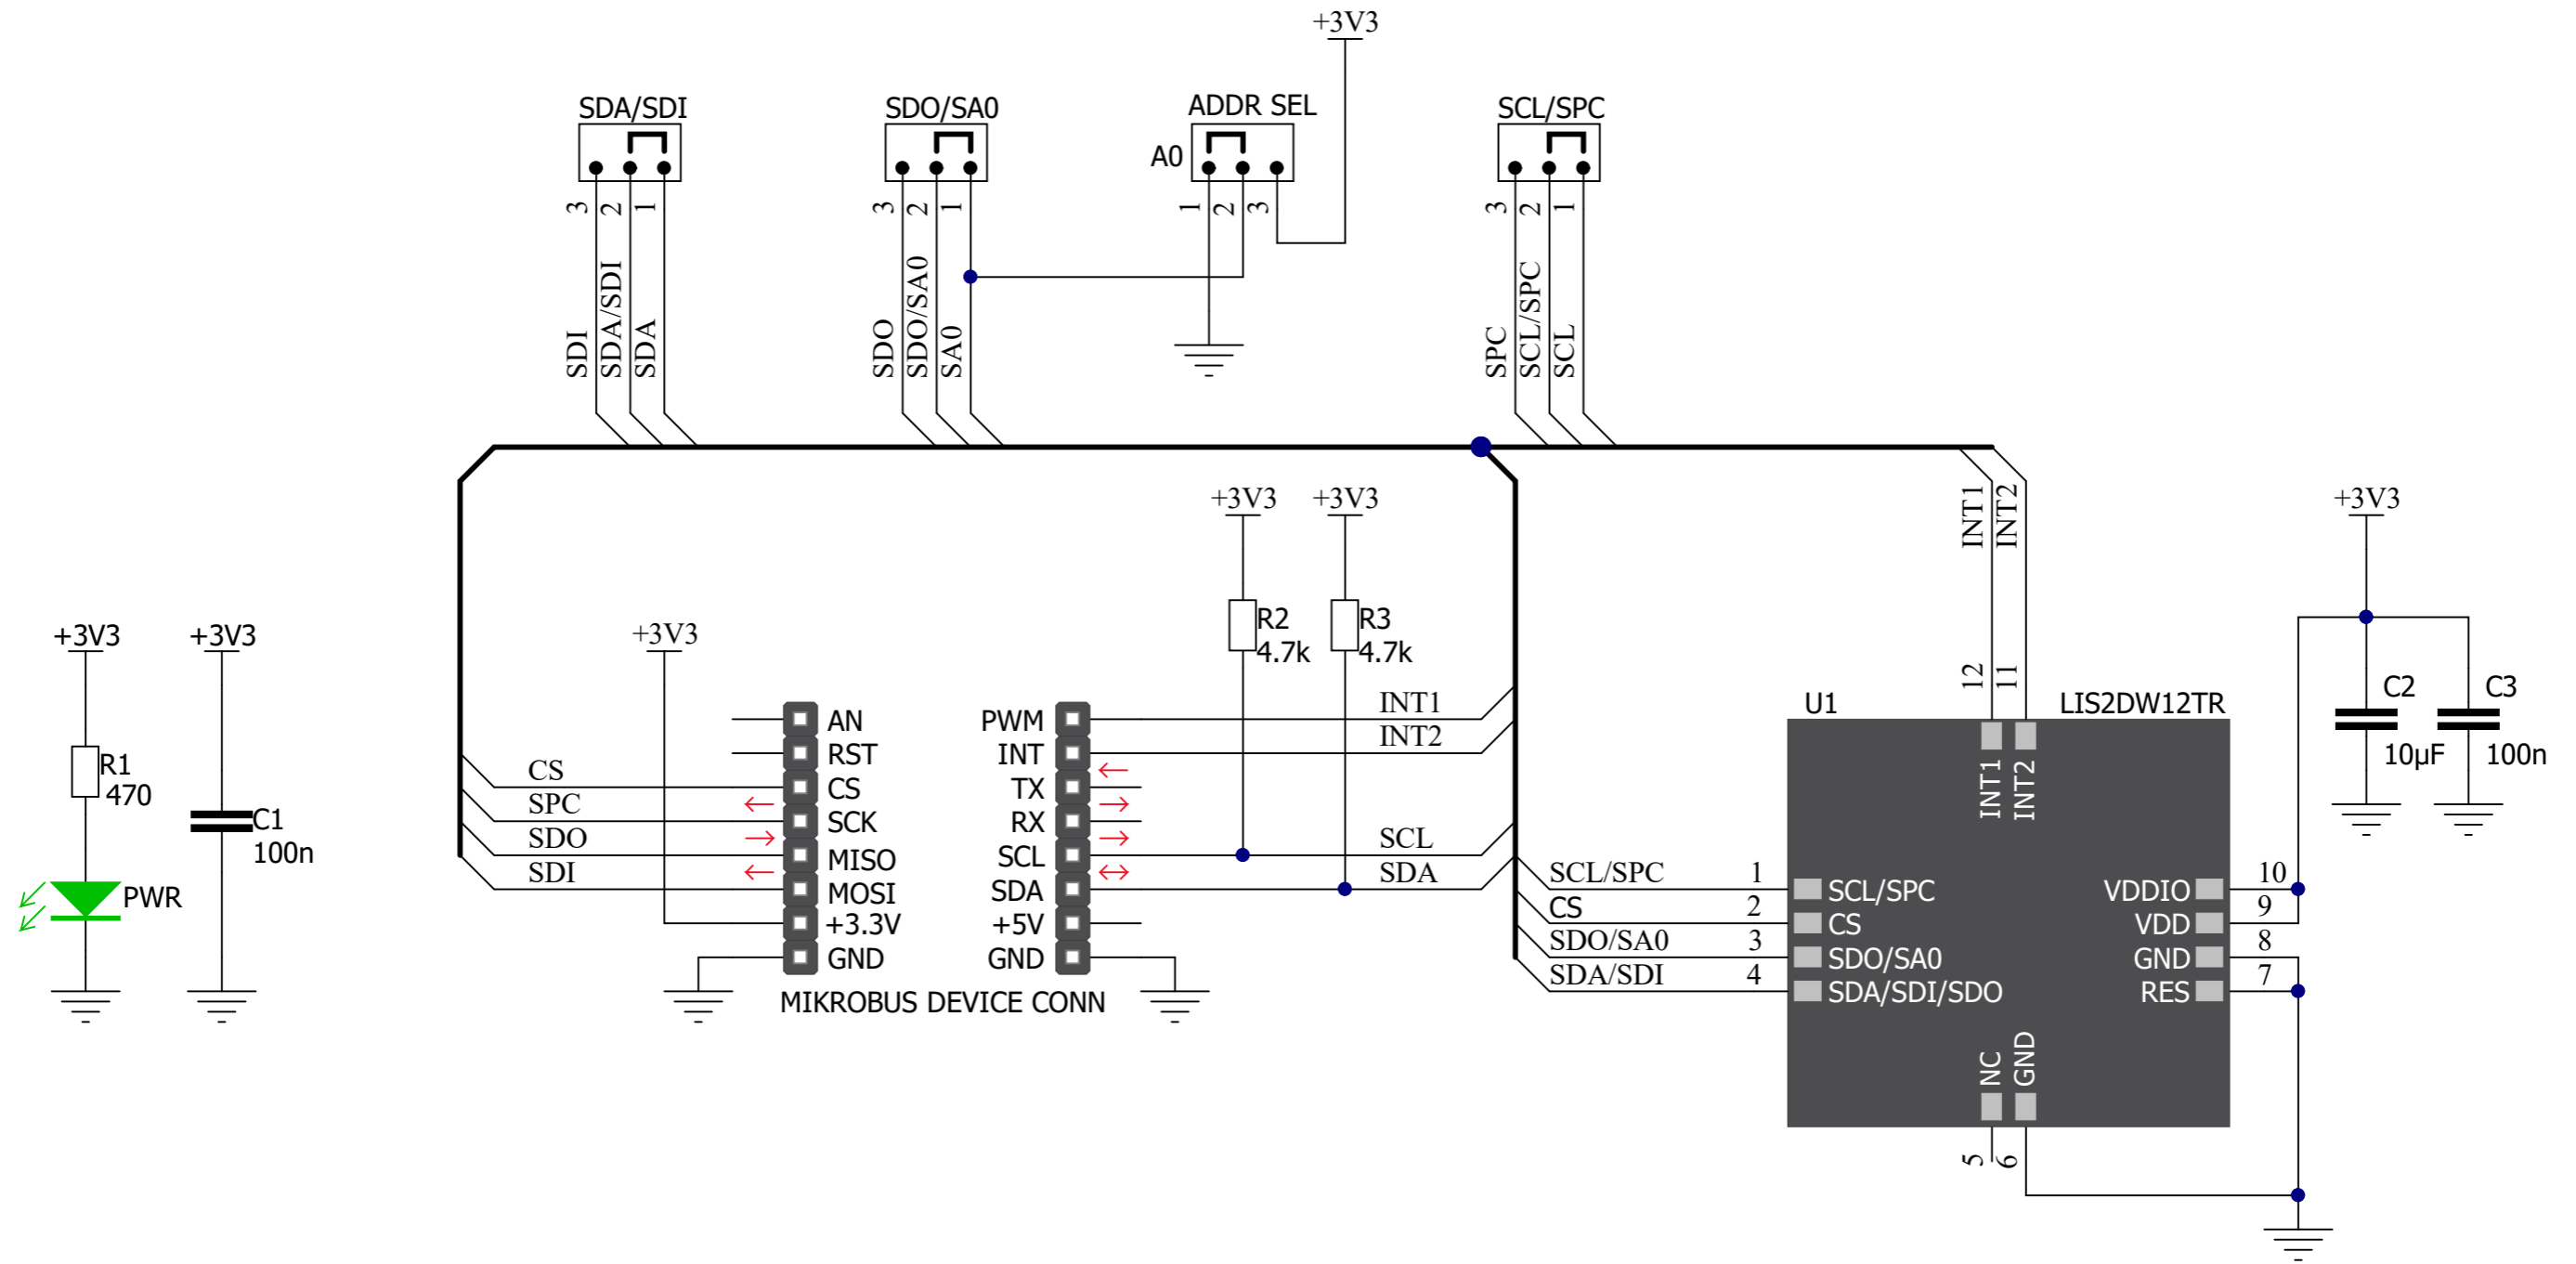 +3V3
SDA/SDI
SDO/SA0
ADDR SEL
SCL/SPC
A0
3
2
1
3
2
1
1
2
3
3
2
1
SDI
SDA/SDI
SDA
SDO
SDO/SA0
SA0
SPC
SCL/SPC
SCL
+3V3
+3V3
INT1
INT2
+3V3
+3V3
+3V3
+3V3
R2
4.7k
R3
4.7k
12
11
U1
LIS2DW12TR
C2
10µF
C3
100n
R1
470
C1
100n
PWR
CS
SPC
SDO
SDI
AN
RST
CS
SCK
MISO
MOSI
+3.3V
GND
PWM
INT
TX
RX
SCL
SDA
+5V
GND
MIKROBUS DEVICE CONN
INT1
INT2
SCL
SDA
SCL/SPC
CS
SDO/SA0
SDA/SDI
1
2
3
4
INT1
INT2
SCL/SPC
CS
SDO/SA0
SDA/SDI/SDO
VDDIO
VDD
GND
RES
10
9
8
7
NC
GND
5
6